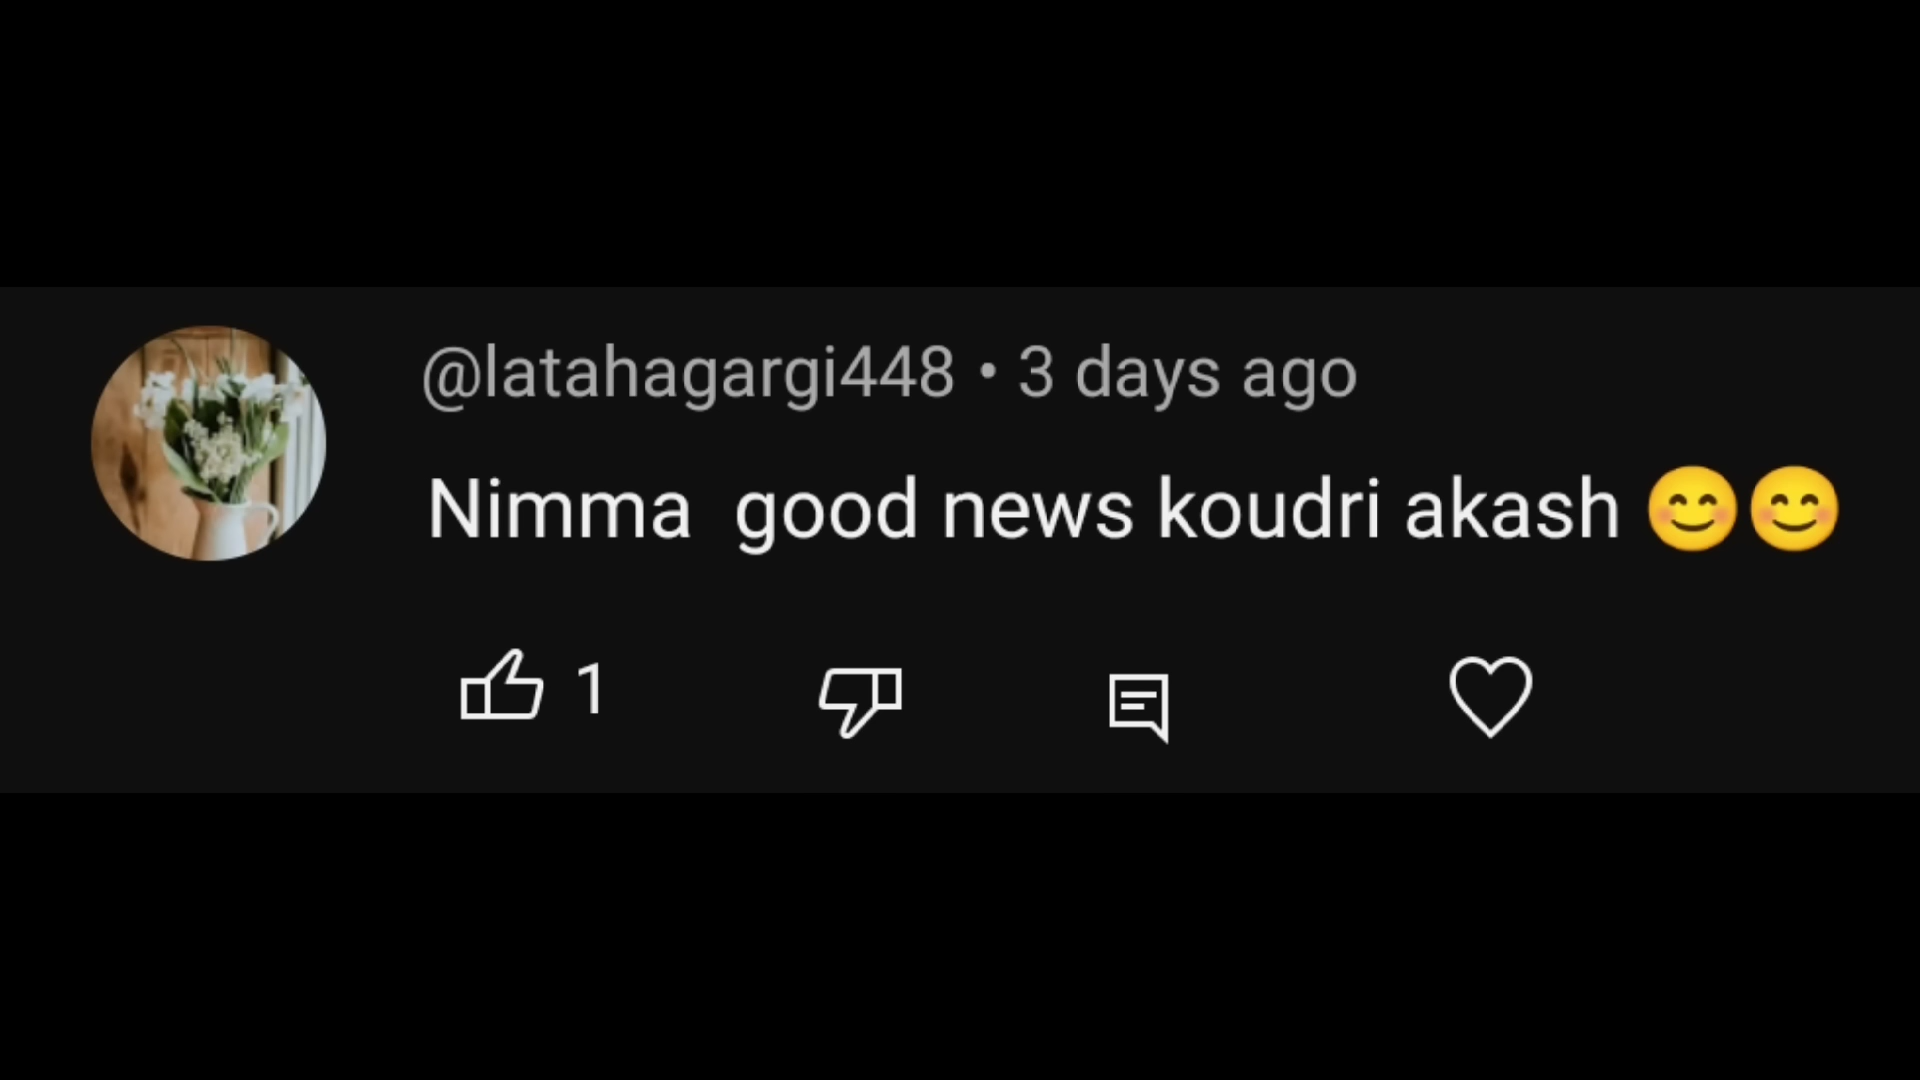 @latahagargi448 • 3 days ago
Nimma  good news koudri akash 😊😊
1